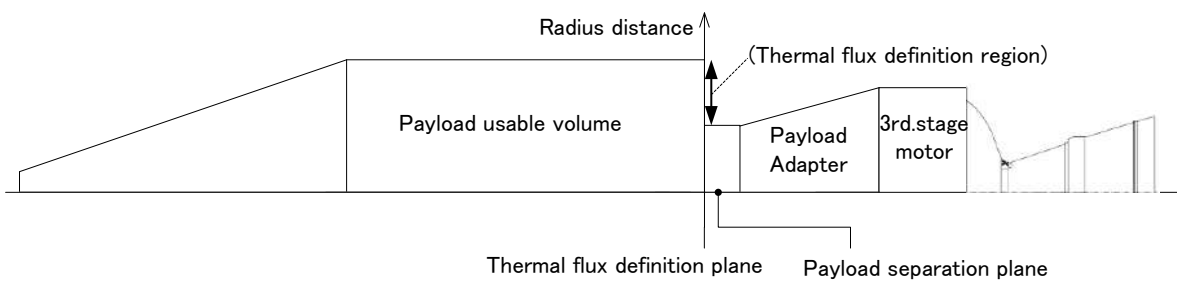 Radius distance
(Thermal flux definition region)
Payload usable volume
Payload
Adapter
3rd.stage
motor
Thermal flux definition plane
Payload separation plane